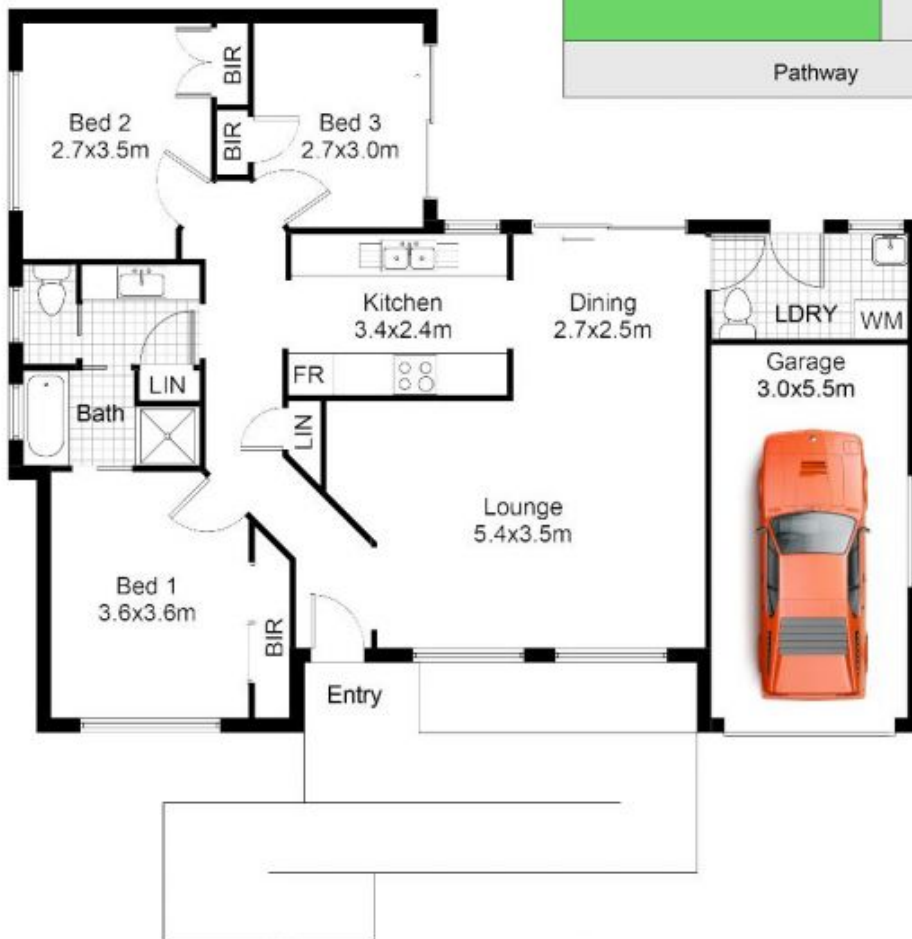 Pathway
BIR
Bed 2
2.7x3.5m
BIR
Bed 3
2.7x3.0m
Kitchen
3.4x2.4m
Dining
2.7x2.5m
LDRY
WM
Garage
3.0x5.5m
FR
LIN
Bath
LIN
Lounge
5.4x3.5m
Bed 1
3.6x3.6m
BIR
Entry